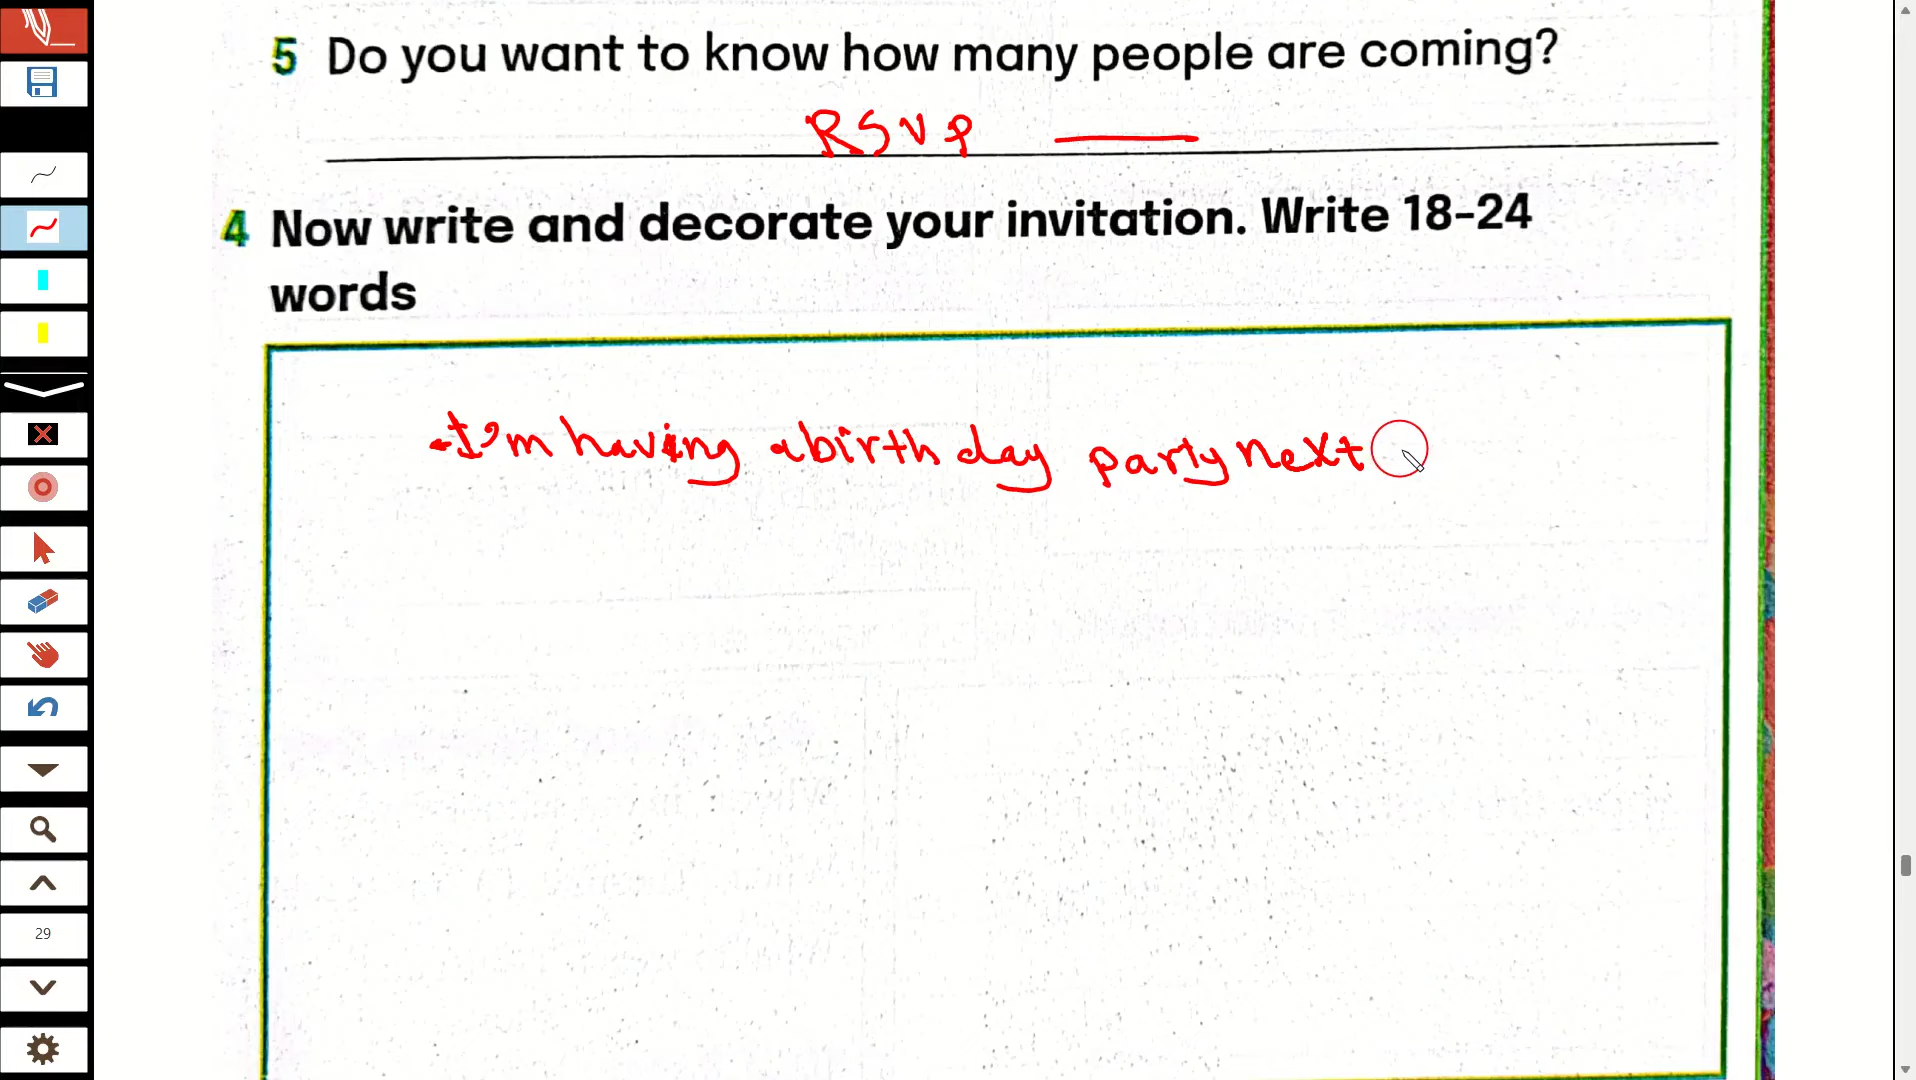 5 Do you want to know how many people are coming?
RSVP
4 Now write and decorate your invitation. Write 18-24
words
I'm having a birthday party next
29